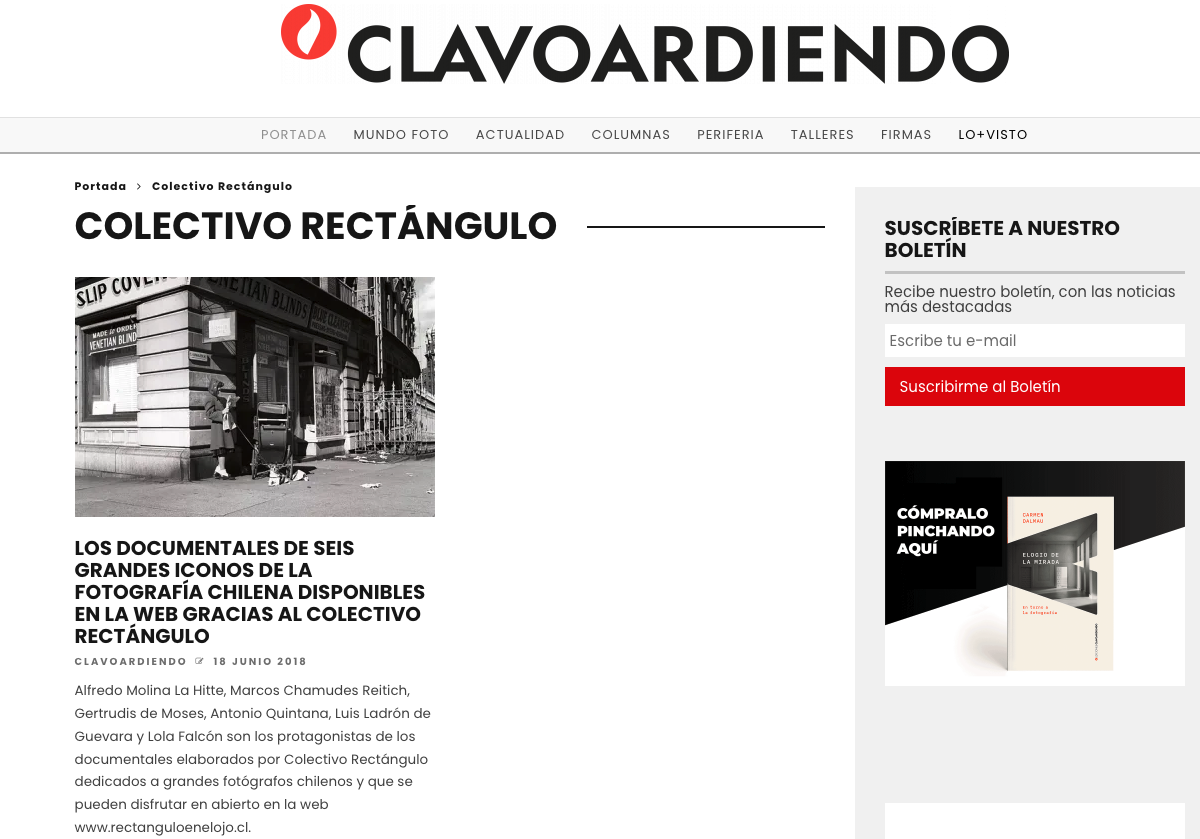 CLAVOARDIENDO
PORTADA MUNDO FOTO ACTUALIDAD COLUMNAS PERIFERIA TALLERES FIRMAS LO+VISTO
Portada > Colectivo Rectángulo
COLECTIVO RECTÁNGULO
SLIP COVERS
VENETIAN BLINDS
MADE TO ORDER
VENETIAN BLIND
LOS DOCUMENTALES DE SEIS
GRANDES ICONOS DE LA
FOTOGRAFÍA CHILENA DISPONIBLES
EN LA WEB GRACIAS AL COLECTIVO
RECTÁNGULO
CLAVOARDIENDO 18 JUNIO 2018
Alfredo Molina La Hitte, Marcos Chamudes Reitich,
Gertrudis de Moses, Antonio Quintana, Luis Ladrón de
Guevara y Lola Falcón son los protagonistas de los
documentales elaborados por Colectivo Rectángulo
dedicados a grandes fotógrafos chilenos y que se
pueden disfrutar en abierto en la web
www.rectanguloenelojo.cl.
SUSCRÍBETE A NUESTRO
BOLETÍN
Recibe nuestro boletín, con las noticias
más destacadas
Escribe tu e-mail
Suscribirme al Boletín
CÓMPRALO
PINCHANDO
AQUÍ
CARMEN
DALMAU
ELOGIO DE
LA MIRADA
En torno a
la fotografía